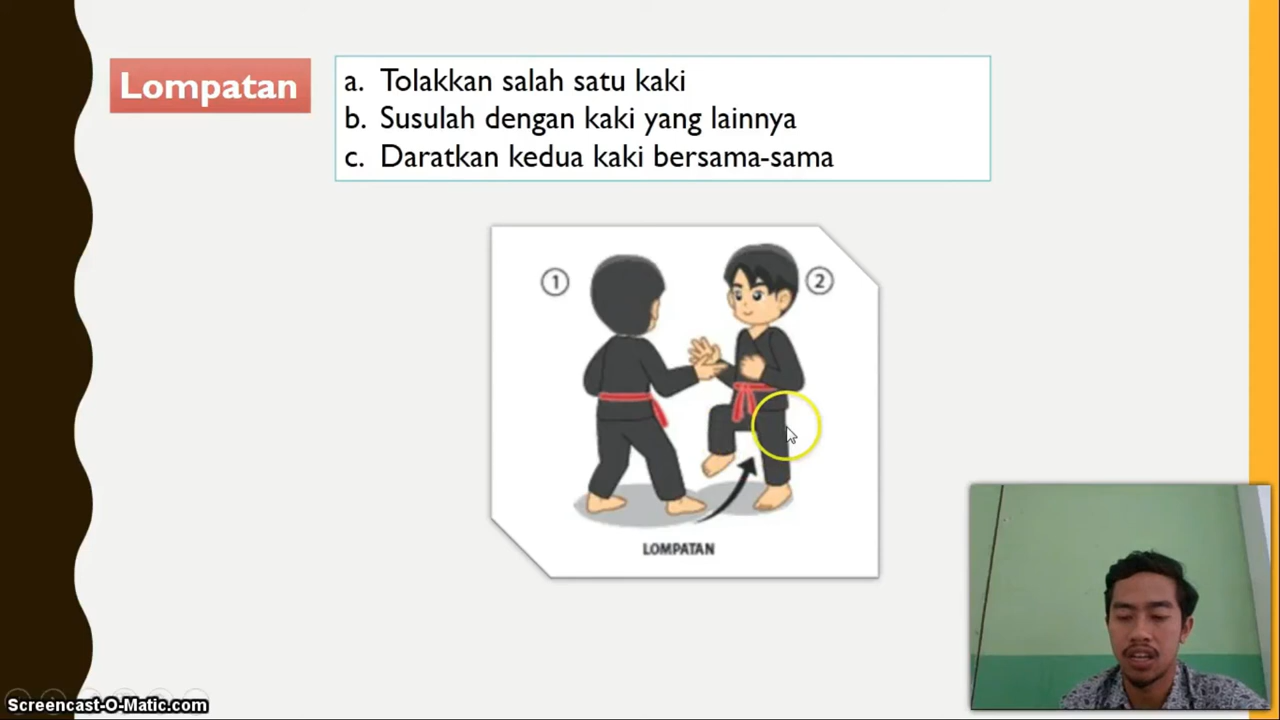 Lompatan
a. Tolakkan salah satu kaki
b. Susulah dengan kaki yang lainnya
c. Daratkan kedua kaki bersama-sama
1
2
LOMPATAN
Screencast-O-Matic.com